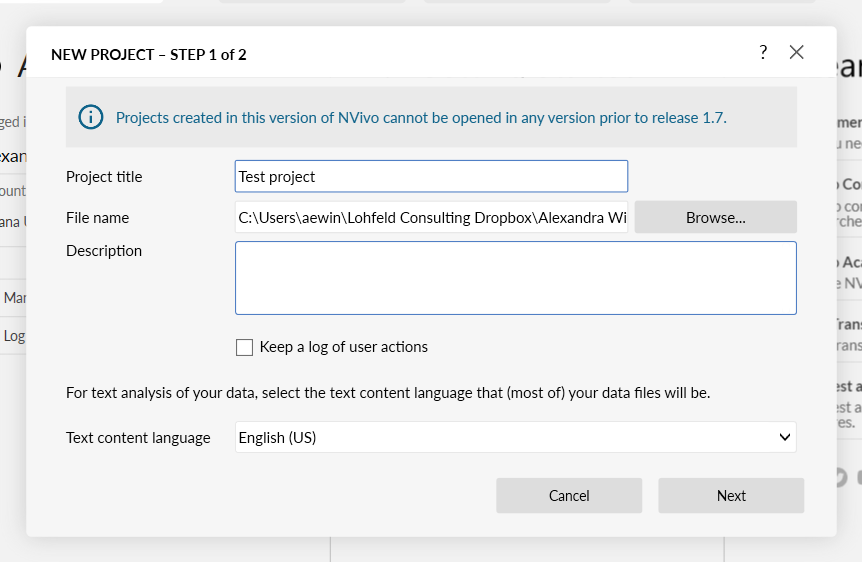 NEW PROJECT – STEP 1 of 2
?
Projects created in this version of NVivo cannot be opened in any version prior to release 1.7.
Project title
Test project
File name
C:\Users\aewin\Lohfeld Consulting Dropbox\Alexandra Wi
Browse...
Description
Keep a log of user actions
For text analysis of your data, select the text content language that (most of) your data files will be.
Text content language
English (US)
Cancel
Next
Log